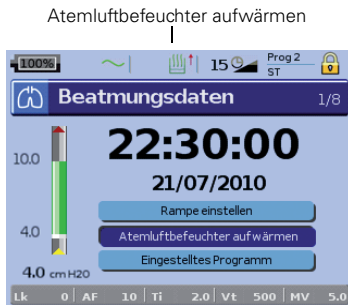 Atemluftbefeuchter aufwärmen
100% 15 Prog 2 ST
Beatmungsdaten 1/8
10.0
22:30:00
21/07/2010
Rampe einstellen
4.0
Atemluftbefeuchter aufwärmen
Eingestelltes Programm
4.0 cm H2O
Lk 0 AF 10 Ti 2.0 Vt 500 MV 5.0